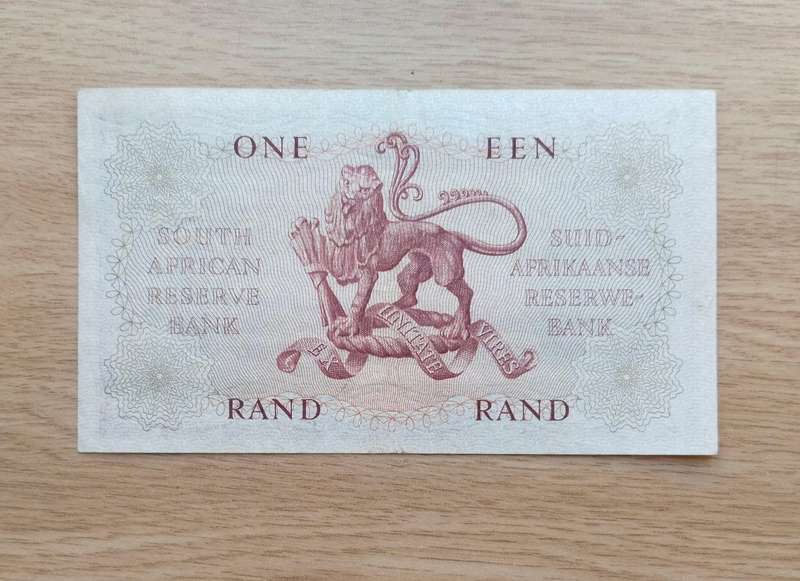 ONE EEN
SOUTH
AFRICAN
RESERVE
BANK
SUID-
AFRIKAANSE
RESERWE-
BANK
EX UNITATE VIRES
RAND RAND